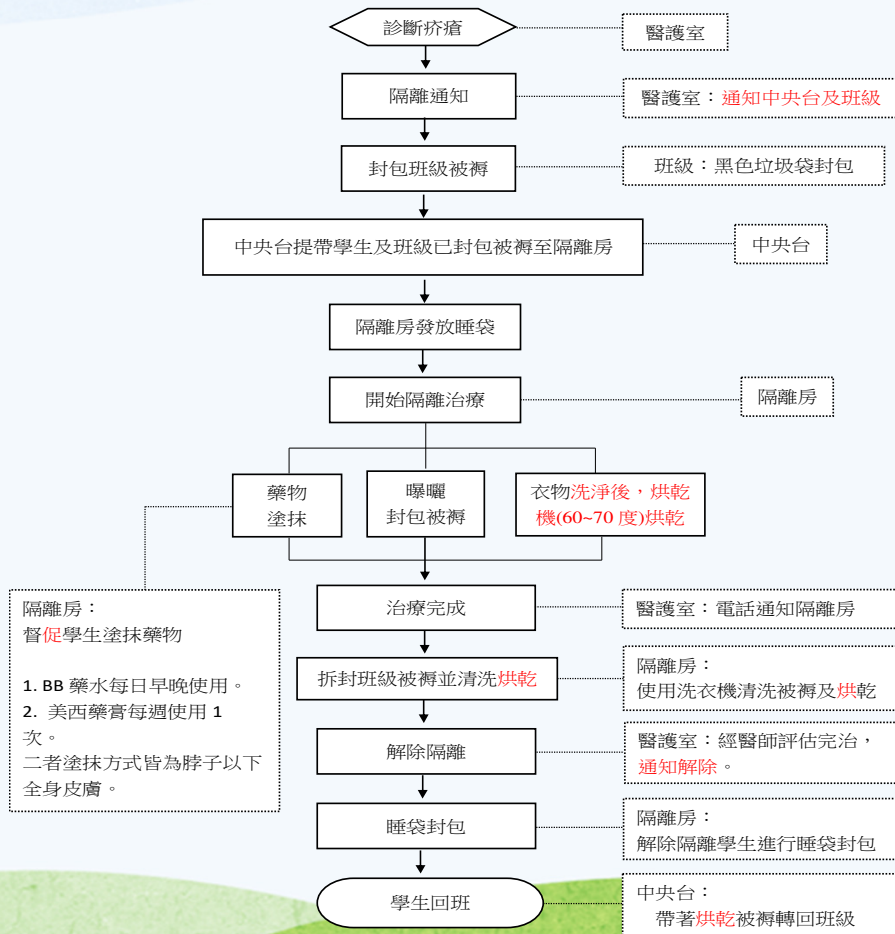 診斷疥瘡
醫護室
隔離通知
醫護室：通知中央台及班級
封包班級被褥
班級：黑色垃圾袋封包
中央台提帶學生及班級已封包被褥至隔離房
中央台
隔離房發放睡袋
開始隔離治療
隔離房
藥物
塗抹
曝曬
封包被褥
衣物洗淨後，烘乾
機(60~70 度)烘乾
隔離房：
督促學生塗抹藥物
1. BB 藥水每日早晚使用。
2. 美西藥膏每週使用 1
次。
二者塗抹方式皆為脖子以下
全身皮膚。
治療完成
醫護室：電話通知隔離房
拆封班級被褥並清洗烘乾
隔離房：
使用洗衣機清洗被褥及烘乾
解除隔離
醫護室：經醫師評估完治，
通知解除。
睡袋封包
隔離房：
解除隔離學生進行睡袋封包
學生回班
中央台：
帶著烘乾被褥轉回班級